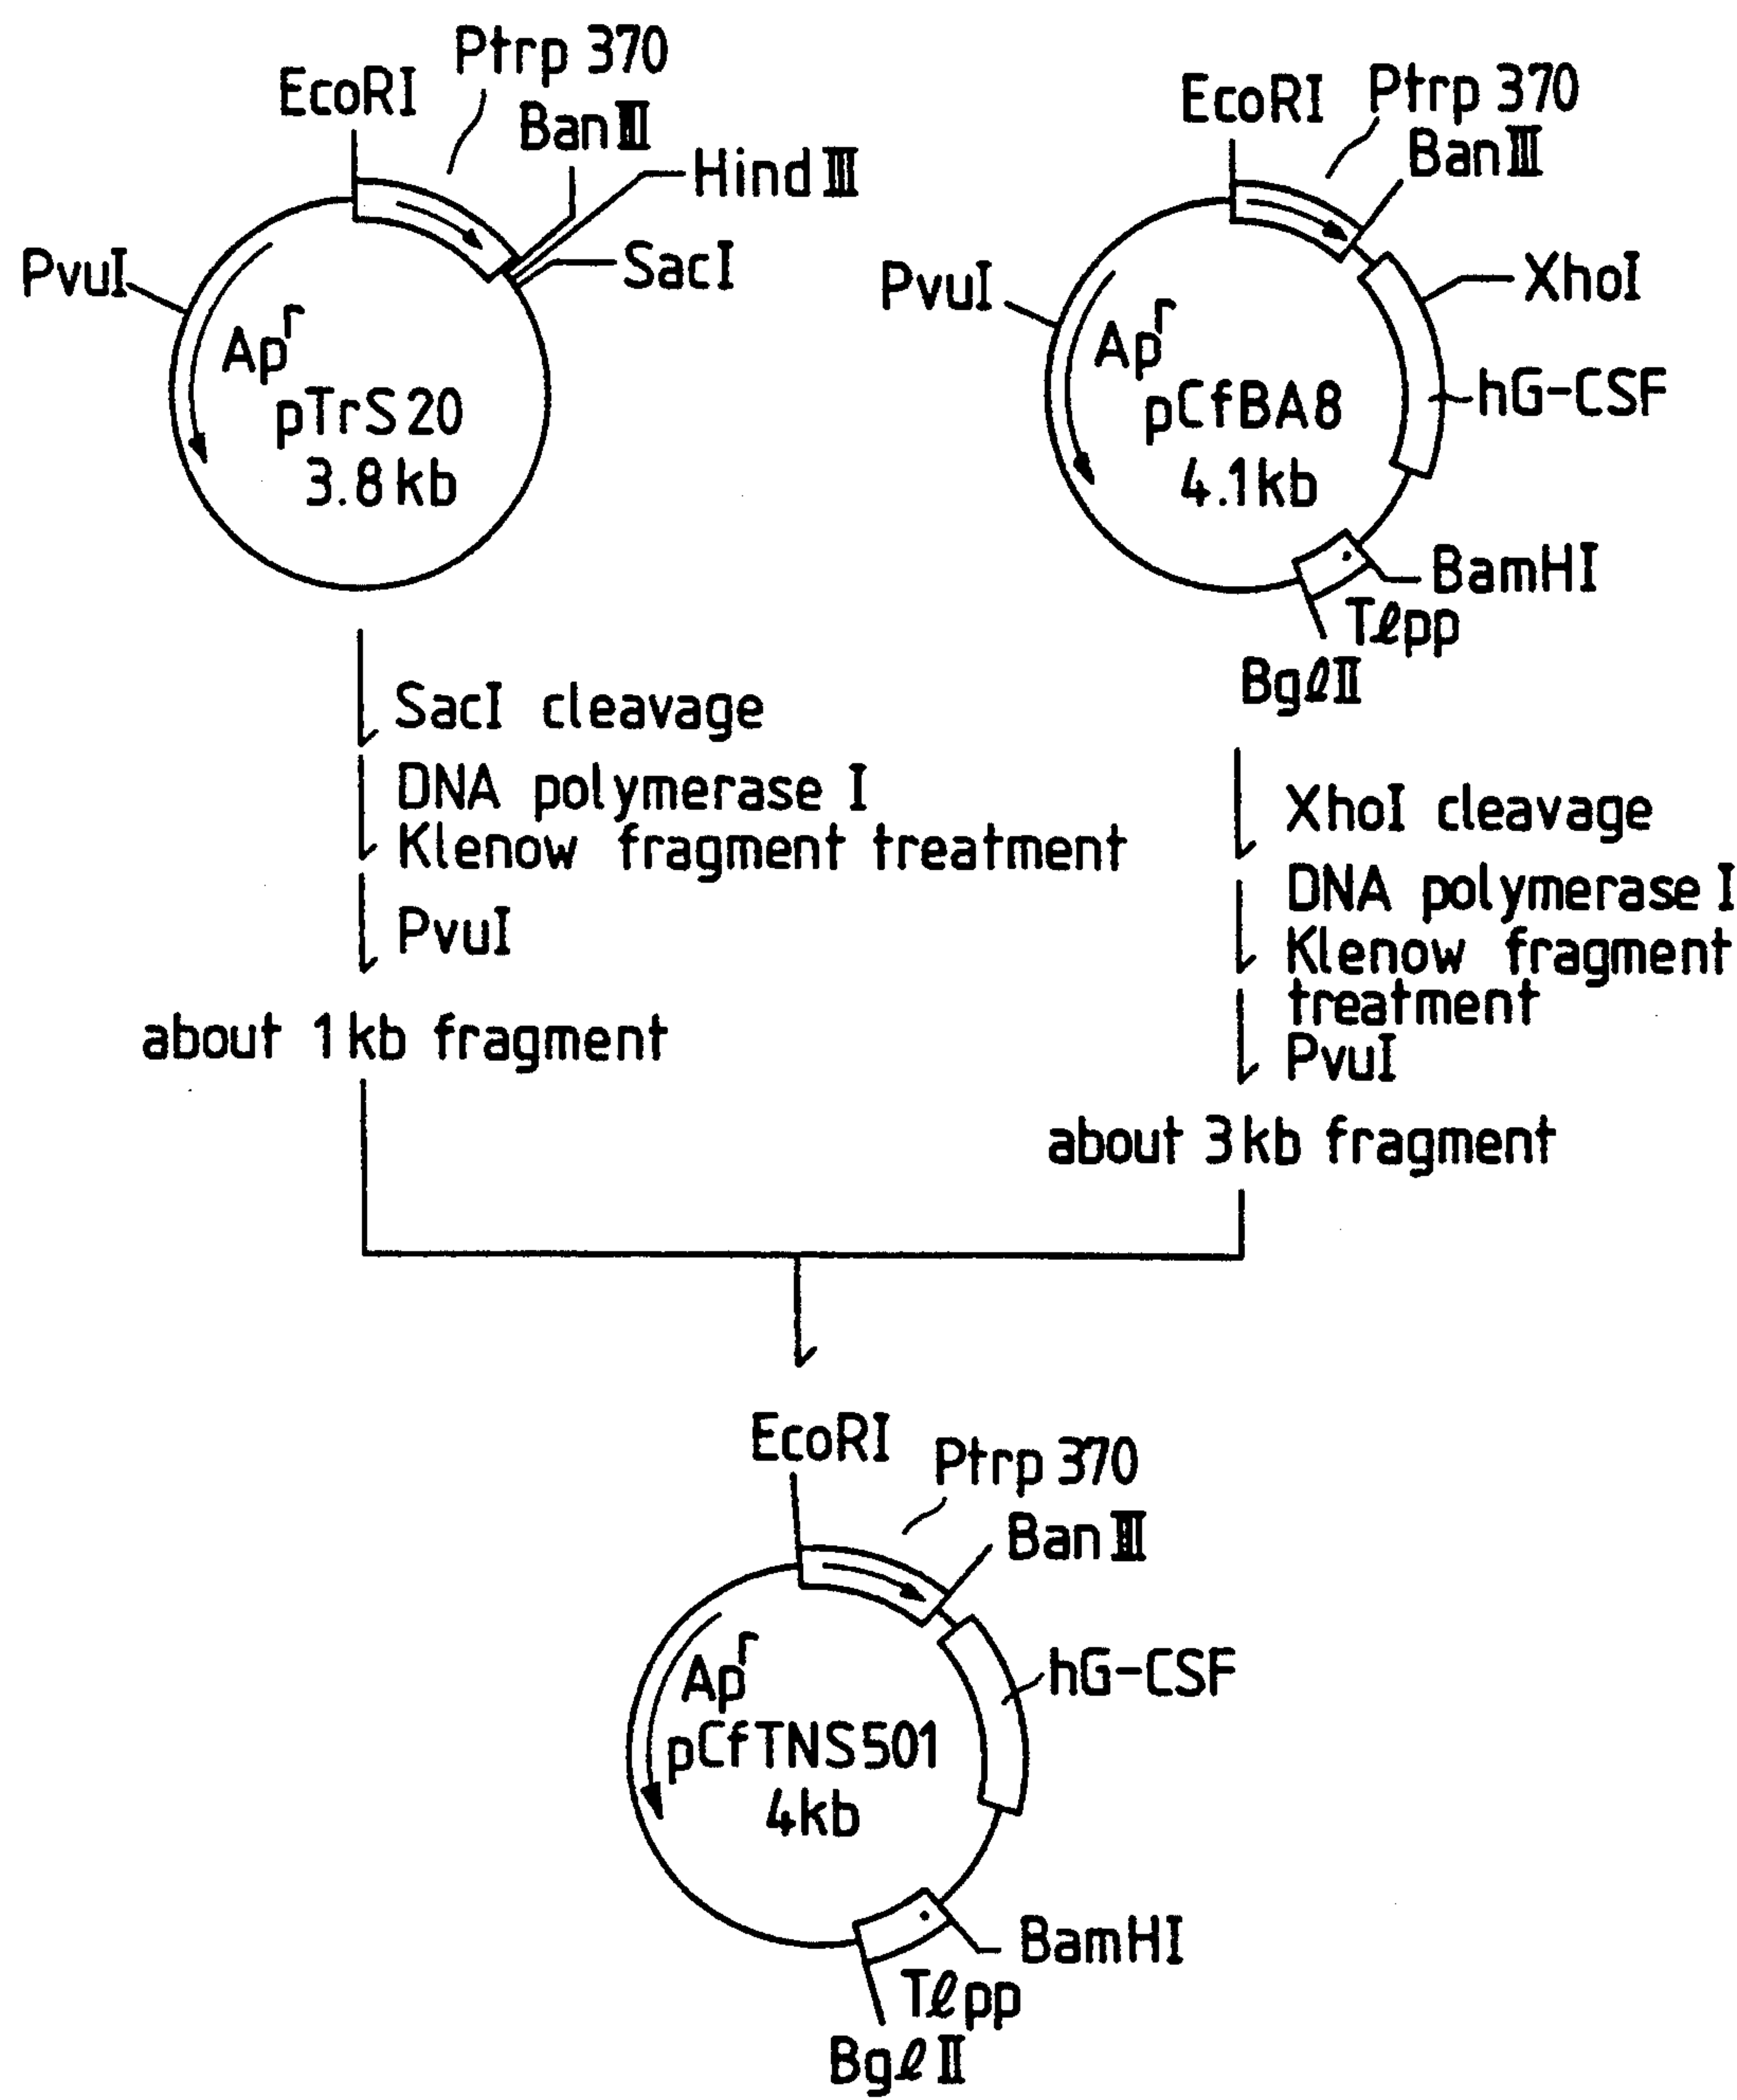 Ptrp 370
EcoRI
BanIII
HindIII
SacI
PvuI
Apʳ
pTrS20
3.8kb
EcoRI
Ptrp 370
BanIII
XhoI
PvuI
Apʳ
pCfBA8
4.1kb
hG-CSF
BamHI
Tℓpp
BgℓII
SacI cleavage
DNA polymerase I
Klenow fragment treatment
PvuI
about 1kb fragment
XhoI cleavage
DNA polymerase I
Klenow fragment
treatment
PvuI
about 3kb fragment
EcoRI
Ptrp 370
BanIII
Apʳ
hG-CSF
pCfTNS501
4kb
BamHI
Tℓpp
BgℓII